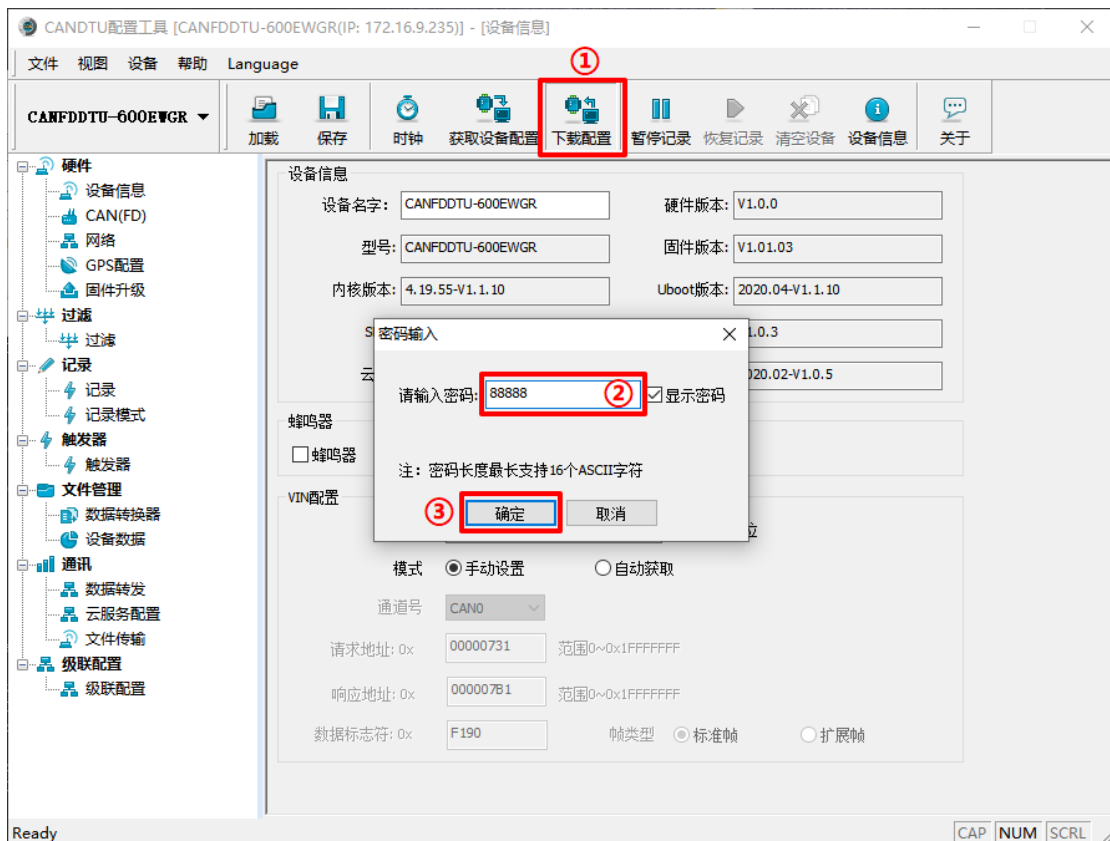 CANDTU配置工具 [CANFDDTU-600EWGR(IP: 172.16.9.235)] - [设备信息]
文件 视图 设备 帮助 Language
①
CANFDDTU-600EWGR
加载 保存 时钟 获取设备配置 下载配置 暂停记录 恢复记录 清空设备 设备信息 关于
硬件
设备信息
CAN(FD)
网络
GPS配置
固件升级
过滤
过滤
记录
记录
记录模式
触发器
触发器
文件管理
数据转换器
设备数据
通讯
数据转发
云服务配置
文件传输
级联配置
级联配置
设备信息
设备名字: CANFDDTU-600EWGR 硬件版本: V1.0.0
型号: CANFDDTU-600EWGR 固件版本: V1.01.03
内核版本: 4.19.55-V1.1.10 Uboot版本: 2020.04-V1.1.10
1.0.3
云 020.02-V1.0.5
密码输入
请输入密码: 88888 ② 显示密码
注: 密码长度最长支持16个ASCII字符
③ 确定 取消
蜂鸣器
蜂鸣器
VIN配置
位
模式 手动设置 自动获取
通道号 CAN0
请求地址: 0x 00000731 范围0~0x1FFFFFFF
响应地址: 0x 000007B1 范围0~0x1FFFFFFF
数据标志符: 0x F190 帧类型 标准帧 扩展帧
Ready CAP NUM SCRL